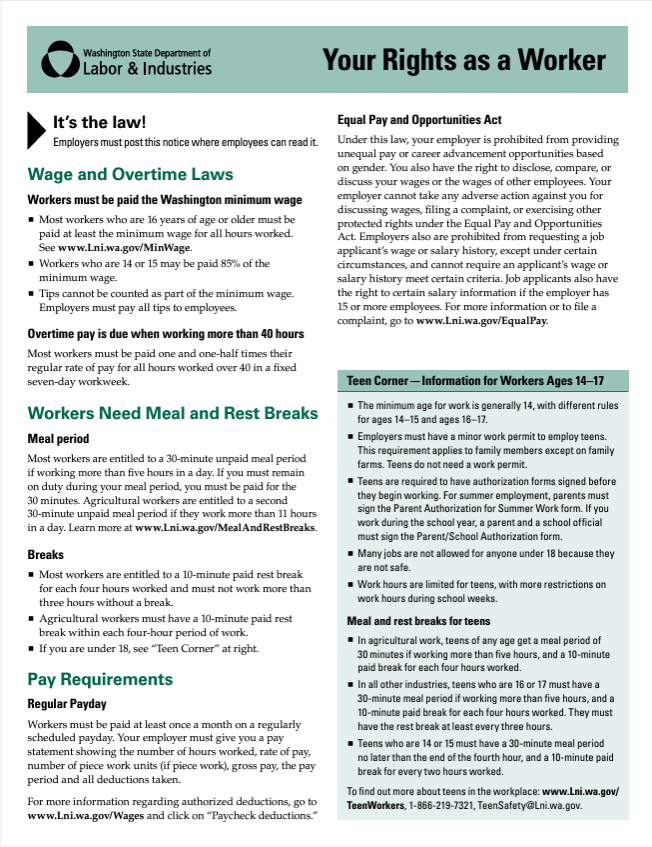 Washington State Department of
Labor & Industries
Your Rights as a Worker
It's the law!
Employers must post this notice where employees can read it.
Wage and Overtime Laws
Workers must be paid the Washington minimum wage
■ Most workers who are 16 years of age or older must be
paid at least the minimum wage for all hours worked.
See www.Lni.wa.gov/MinWage.
■ Workers who are 14 or 15 may be paid 85% of the
minimum wage.
■ Tips cannot be counted as part of the minimum wage.
Employers must pay all tips to employees.
Overtime pay is due when working more than 40 hours
Most workers must be paid one and one-half times their
regular rate of pay for all hours worked over 40 in a fixed
seven-day workweek.
Workers Need Meal and Rest Breaks
Meal period
Most workers are entitled to a 30-minute unpaid meal period
if working more than five hours in a day. If you must remain
on duty during your meal period, you must be paid for the
30 minutes. Agricultural workers are entitled to a second
30-minute unpaid meal period if they work more than 11 hours
in a day. Learn more at www.Lni.wa.gov/MealAndRestBreaks.
Breaks
■ Most workers are entitled to a 10-minute paid rest break
for each four hours worked and must not work more than
three hours without a break.
■ Agricultural workers must have a 10-minute paid rest
break within each four-hour period of work.
■ If you are under 18, see “Teen Corner” at right.
Pay Requirements
Regular Payday
Workers must be paid at least once a month on a regularly
scheduled payday. Your employer must give you a pay
statement showing the number of hours worked, rate of pay,
number of piece work units (if piece work), gross pay, the pay
period and all deductions taken.
For more information regarding authorized deductions, go to
www.Lni.wa.gov/Wages and click on “Paycheck deductions.”
Equal Pay and Opportunities Act
Under this law, your employer is prohibited from providing
unequal pay or career advancement opportunities based
on gender. You also have the right to disclose, compare, or
discuss your wages or the wages of other employees. Your
employer cannot take any adverse action against you for
discussing wages, filing a complaint, or exercising other
protected rights under the Equal Pay and Opportunities
Act. Employers also are prohibited from requesting a job
applicant's wage or salary history, except under certain
circumstances, and cannot require an applicant's wage or
salary history meet certain criteria. Job applicants also have
the right to certain salary information if the employer has
15 or more employees. For more information or to file a
complaint, go to www.Lni.wa.gov/EqualPay.
Teen Corner — Information for Workers Ages 14–17
■ The minimum age for work is generally 14, with different rules
for ages 14–15 and ages 16–17.
■ Employers must have a minor work permit to employ teens.
This requirement applies to family members except on family
farms. Teens do not need a work permit.
■ Teens are required to have authorization forms signed before
they begin working. For summer employment, parents must
sign the Parent Authorization for Summer Work form. If you
work during the school year, a parent and a school official
must sign the Parent/School Authorization form.
■ Many jobs are not allowed for anyone under 18 because they
are not safe.
■ Work hours are limited for teens, with more restrictions on
work hours during school weeks.
Meal and rest breaks for teens
■ In agricultural work, teens of any age get a meal period of
30 minutes if working more than five hours, and a 10-minute
paid break for each four hours worked.
■ In all other industries, teens who are 16 or 17 must have a
30-minute meal period if working more than five hours, and a
10-minute paid break for each four hours worked. They must
have the rest break at least every three hours.
■ Teens who are 14 or 15 must have a 30-minute meal period
no later than the end of the fourth hour, and a 10-minute paid
break for every two hours worked.
To find out more about teens in the workplace: www.Lni.wa.gov/
TeenWorkers, 1-866-219-7321, TeenSafety@Lni.wa.gov.